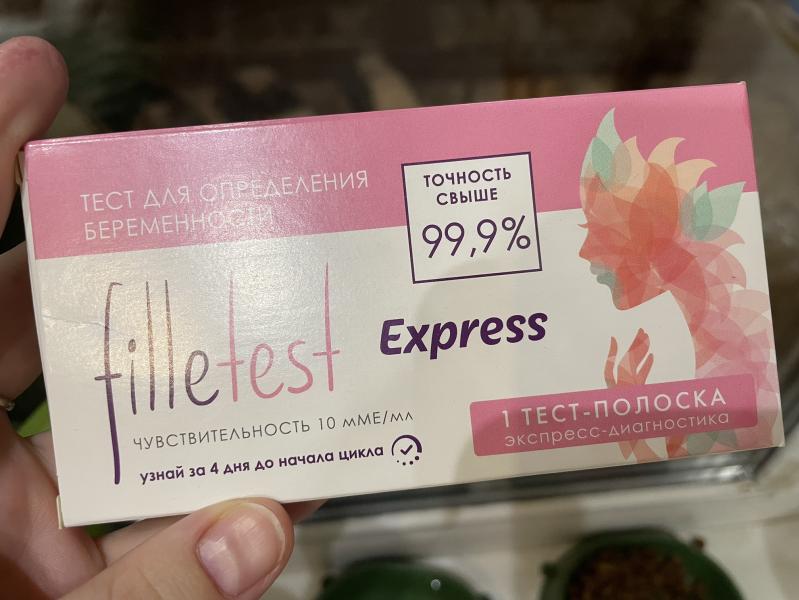 ТЕСТ ДЛЯ ОПРЕДЕЛЕНИЯ
БЕРЕМЕННОСТИ
ТОЧНОСТЬ
СВЫШЕ
99,9%
filletest
Express
ЧУВСТВИТЕЛЬНОСТЬ 10 мМЕ/мл
узнай за 4 дня до начала цикла
1 ТЕСТ-ПОЛОСКА
экспресс-диагностика